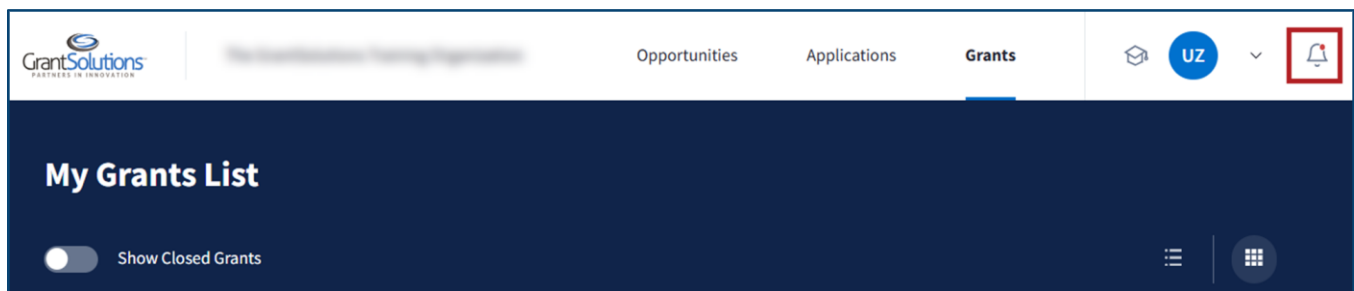 GrantSolutions
PARTNERS IN INNOVATION
Opportunities
Applications
Grants
UZ
My Grants List
Show Closed Grants